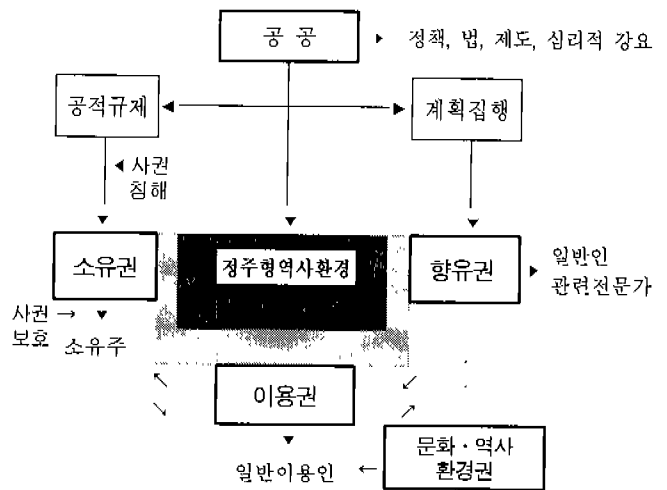 공 공
정책, 법, 제도, 심리적 강요
공적규제
계획집행
사권
침해
소유권
정주형역사환경
향유권
일반인
관련전문가
사권
보호
소유주
이용권
일반이용인
문화·역사
환경권